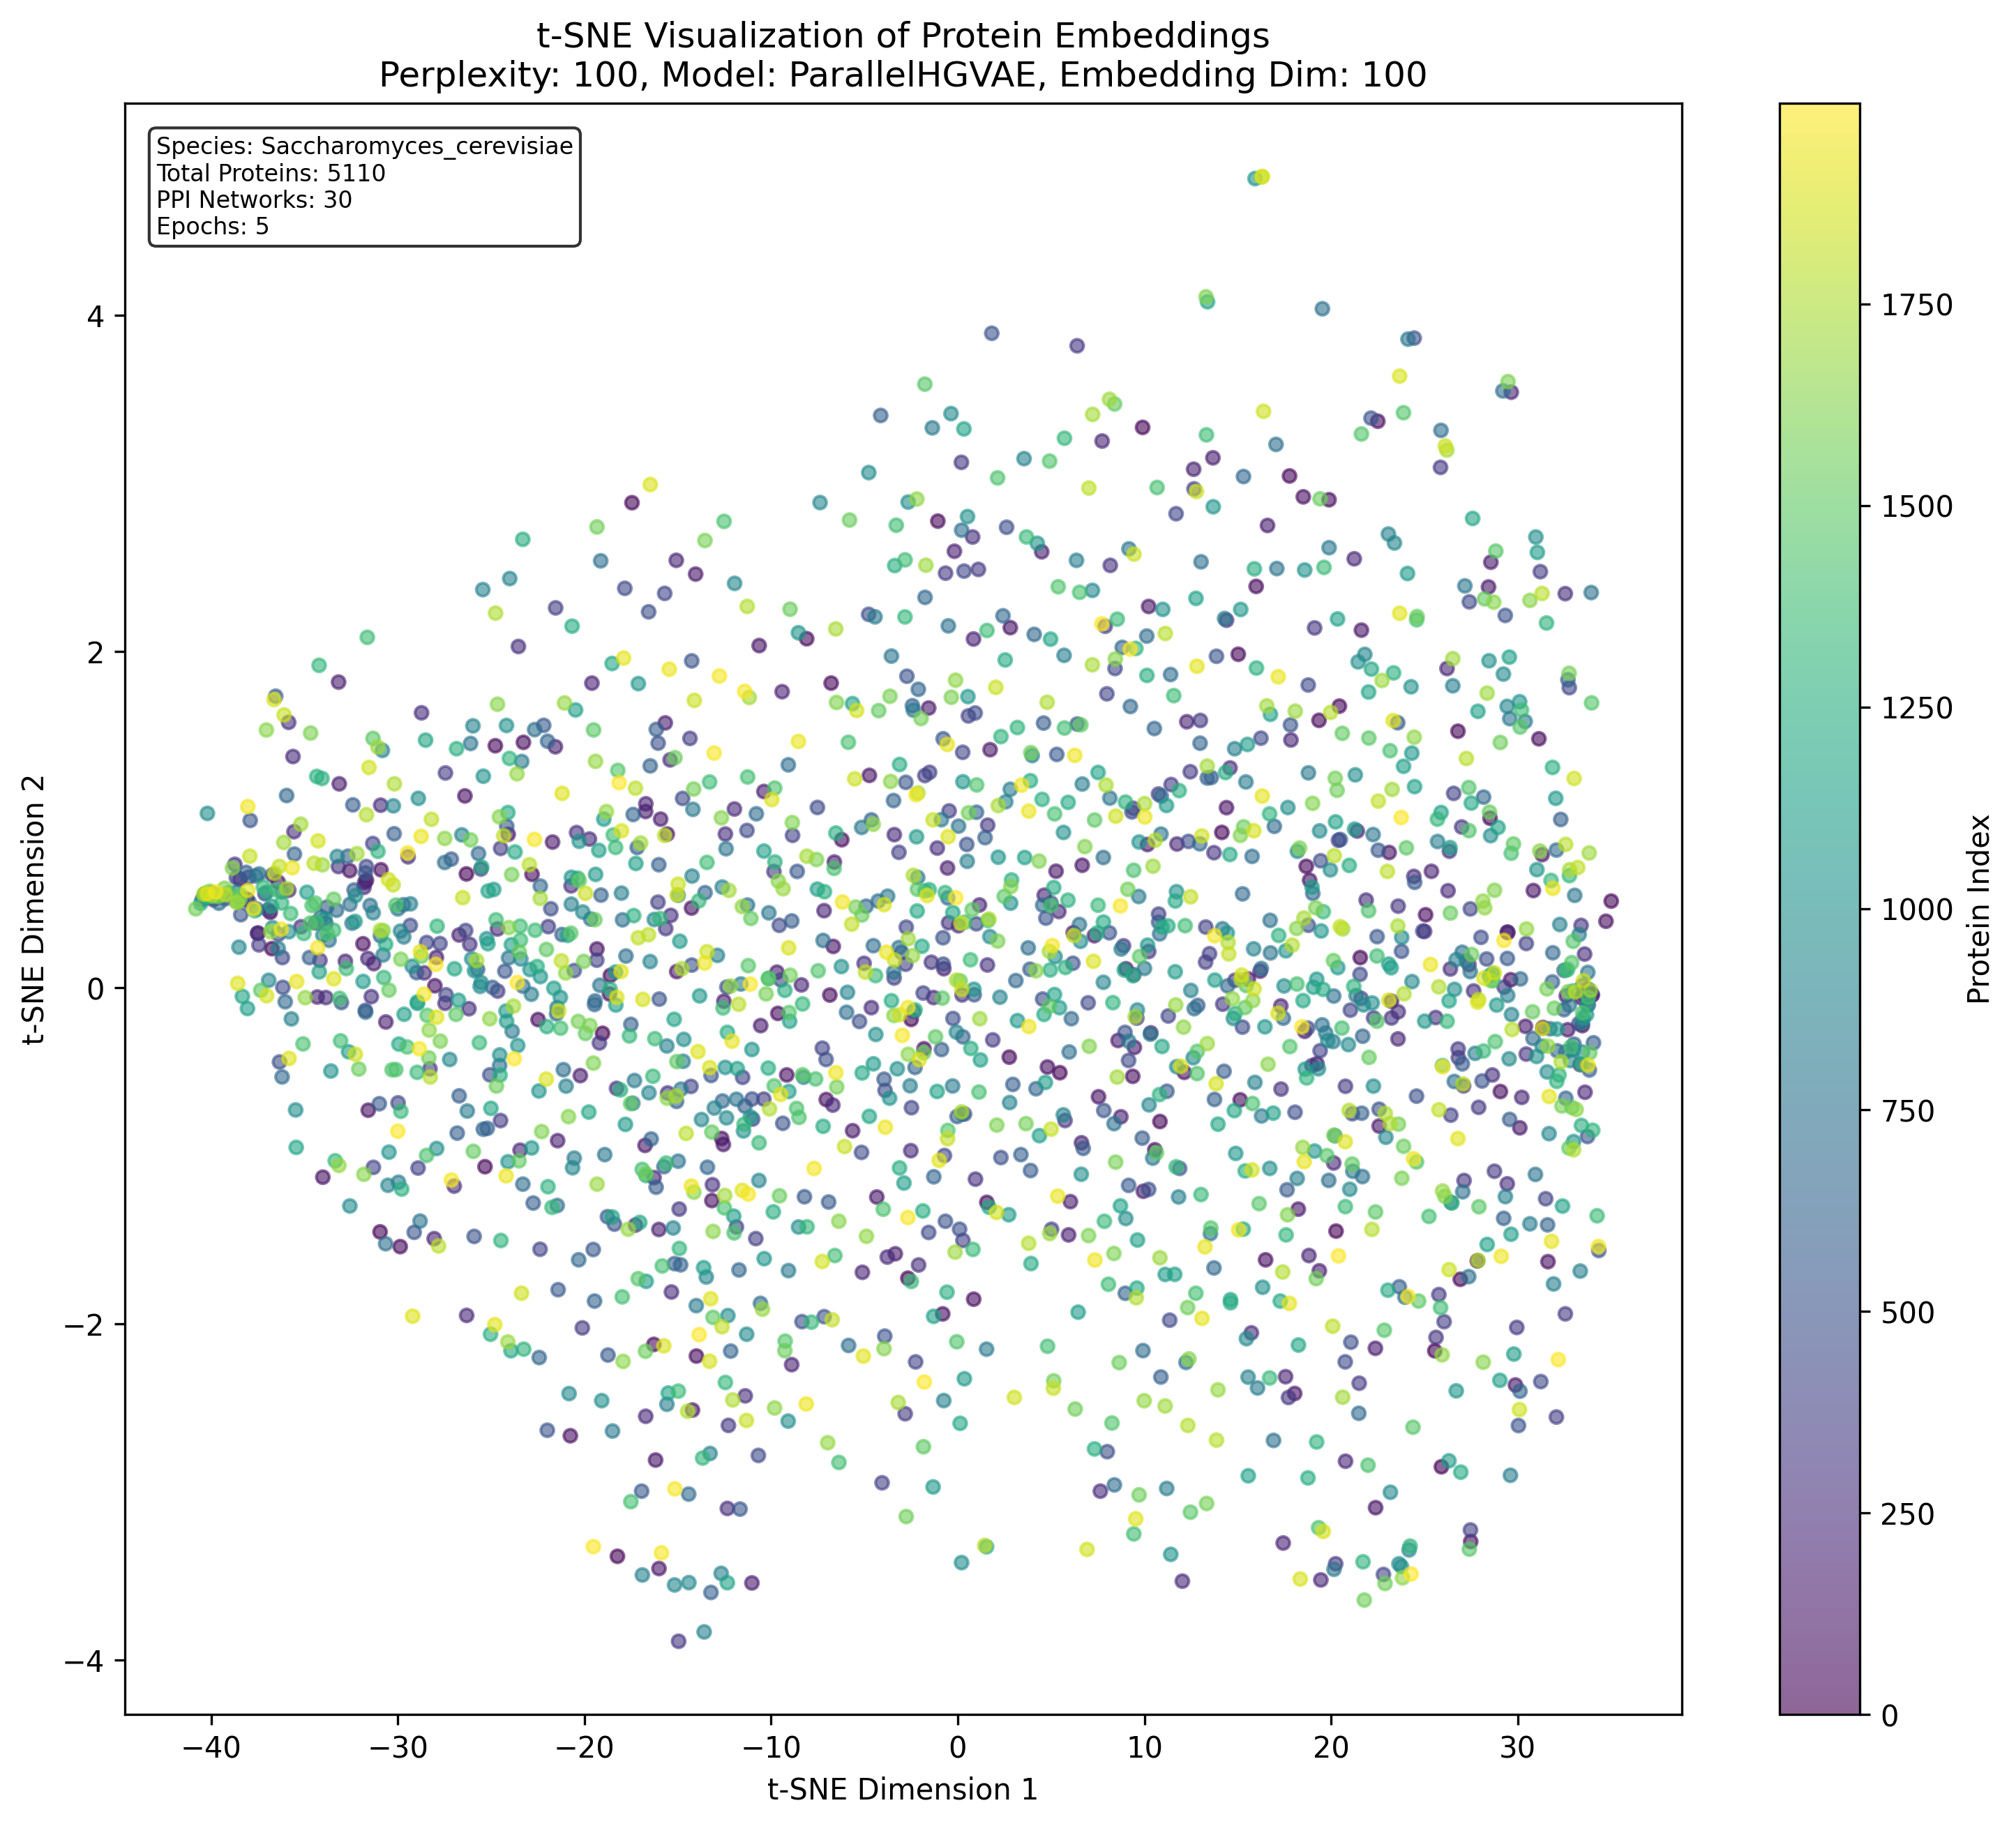 t-SNE Visualization of Protein Embeddings
Perplexity: 100, Model: ParallelHGVAE, Embedding Dim: 100
Species: Saccharomyces_cerevisiae
Total Proteins: 5110
PPI Networks: 30
Epochs: 5
4
2
0
−2
−4
t-SNE Dimension 2
−40
−30
−20
−10
0
10
20
30
t-SNE Dimension 1
1750
1500
1250
1000
750
500
250
0
Protein Index